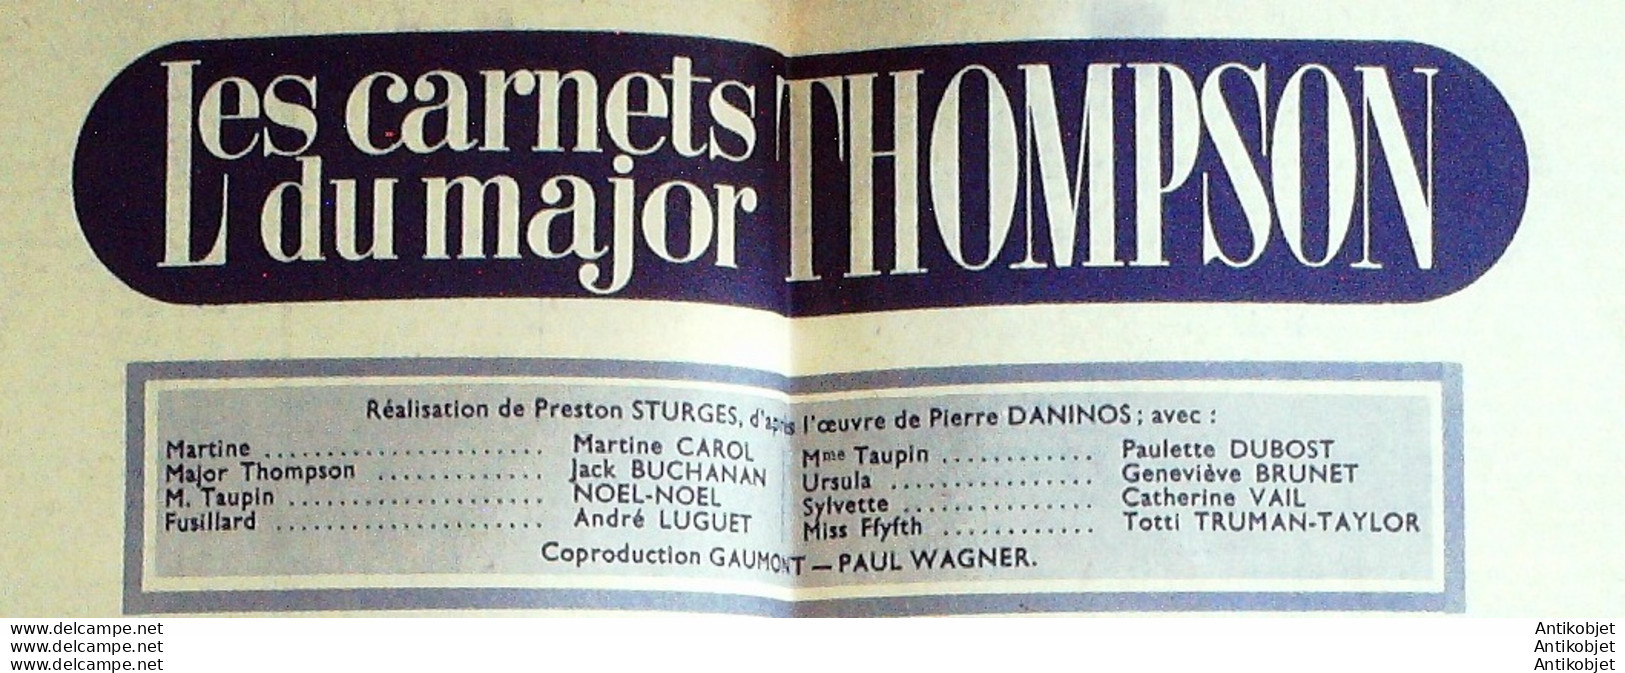 Les carnets
du major THOMPSON
Réalisation de Preston STURGES, d'après l'œuvre de Pierre DANINOS; avec :
Martine ........................ Martine CAROL
Major Thompson ............ Jack BUCHANAN
M. Taupin ...................... NOEL-NOEL
Fusillard ....................... André LUGUET
Mme Taupin ............ Paulette DUBOST
Ursula ................ Geneviève BRUNET
Sylvette ............... Catherine VAIL
Miss Ffyfth ............ Totti TRUMAN-TAYLOR
Coproduction GAUMONT — PAUL WAGNER.
www.delcampe.net
www.delcampe.net
www.delcampe.net
Antikobjet
Antikobjet
Antikobjet